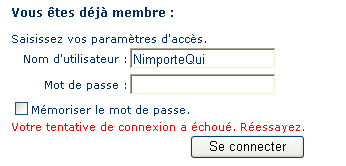 Vous êtes déjà membre :
Saisissez vos paramètres d'accès.
Nom d'utilisateur : NimporteQui
Mot de passe :
Mémoriser le mot de passe.
Votre tentative de connexion a échoué. Réessayez.
Se connecter